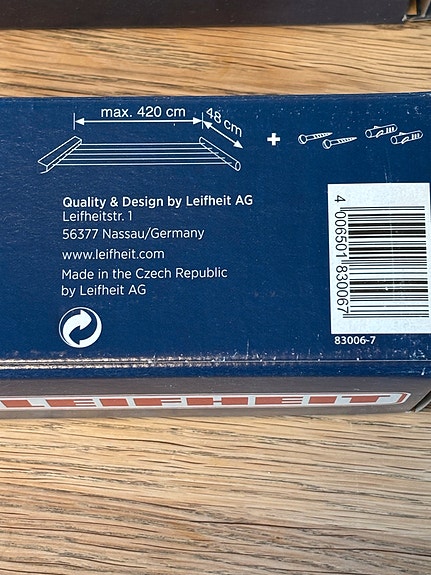 max. 420 cm
48 cm
+
Quality & Design by Leifheit AG
Leifheitstr. 1
56377 Nassau/Germany
www.leifheit.com
Made in the Czech Republic
by Leifheit AG
4 006501 830067
83006-7
LEIFHEIT